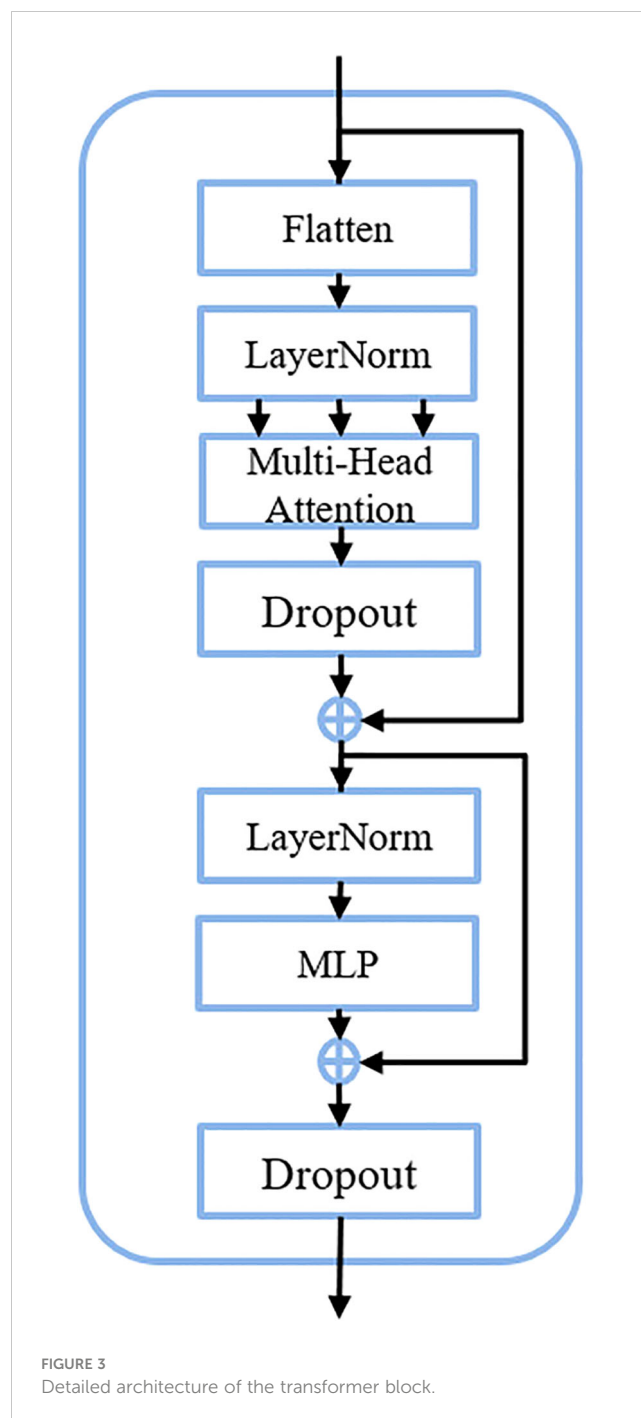 Flatten
LayerNorm
Multi-Head
Attention
Dropout
LayerNorm
MLP
Dropout
FIGURE 3
Detailed architecture of the transformer block.